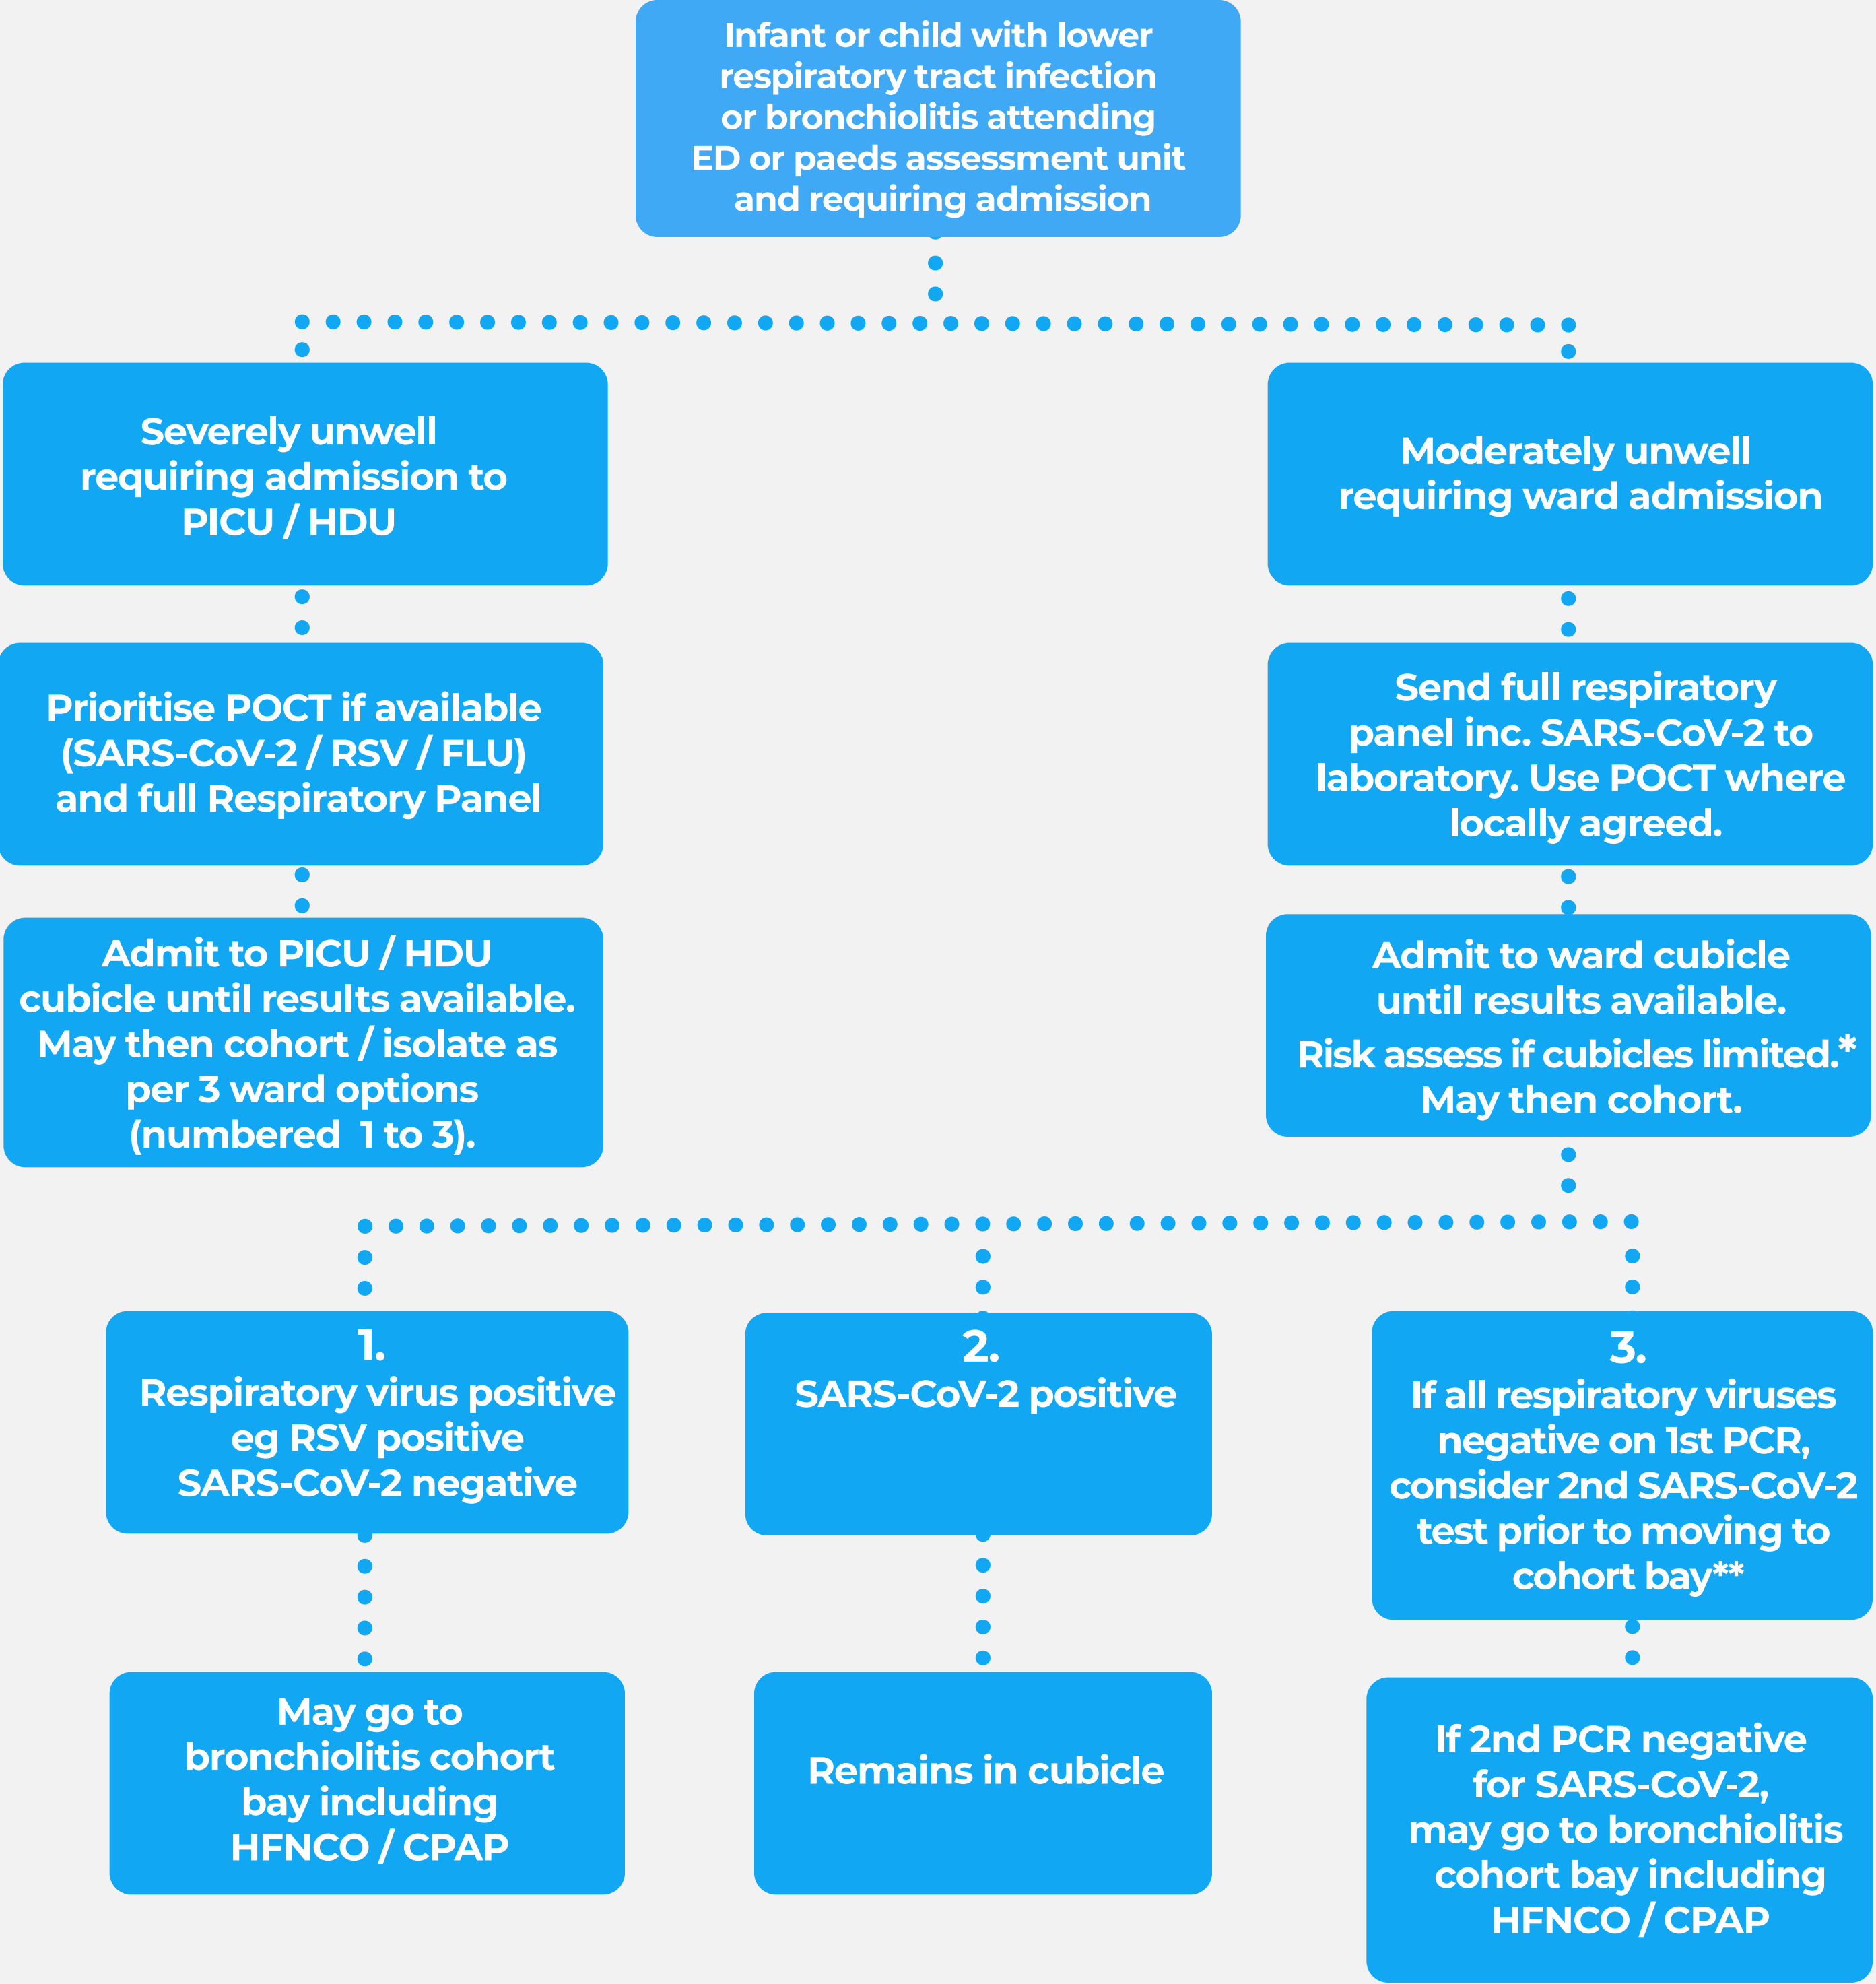 Infant or child with lower
respiratory tract infection
or bronchiolitis attending
ED or paeds assessment unit
and requiring admission
Severely unwell
requiring admission to
PICU / HDU
Moderately unwell
requiring ward admission
Prioritise POCT if available
(SARS-CoV-2 / RSV / FLU)
and full Respiratory Panel
Send full respiratory
panel inc. SARS-CoV-2 to
laboratory. Use POCT where
locally agreed.
Admit to PICU / HDU
cubicle until results available.
May then cohort / isolate as
per 3 ward options
(numbered  1 to 3).
Admit to ward cubicle
until results available.
Risk assess if cubicles limited.*
May then cohort.
1.
Respiratory virus positive
eg RSV positive
SARS-CoV-2 negative
2.
SARS-CoV-2 positive
3.
If all respiratory viruses
negative on 1st PCR,
consider 2nd SARS-CoV-2
test prior to moving to
cohort bay**
May go to
bronchiolitis cohort
bay including
HFNCO / CPAP
Remains in cubicle
If 2nd PCR negative
for SARS-CoV-2,
may go to bronchiolitis
cohort bay including
HFNCO / CPAP